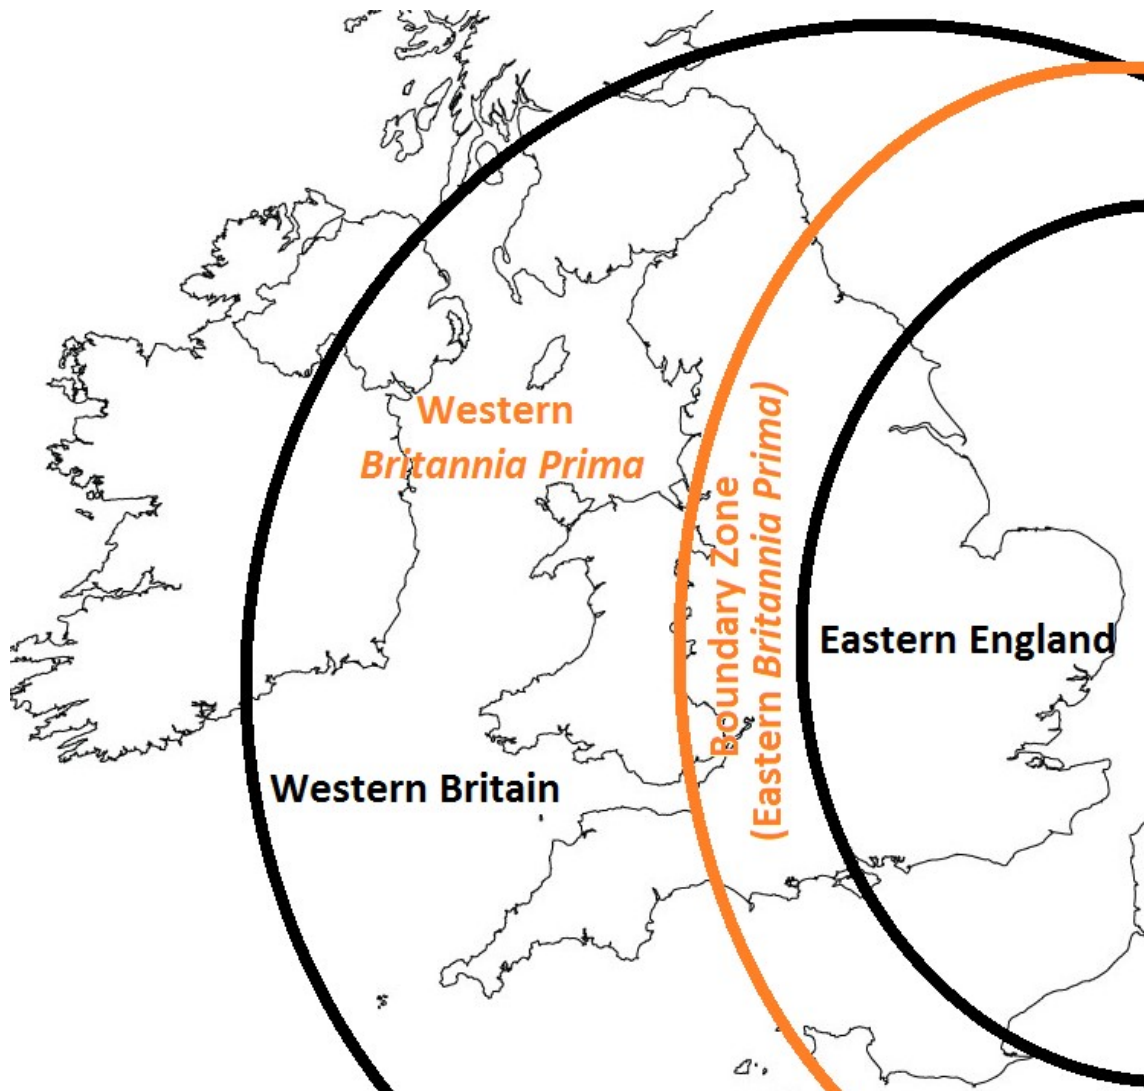 Western
Britannia Prima
Boundary Zone
(Eastern Britannia Prima)
Eastern England
Western Britain